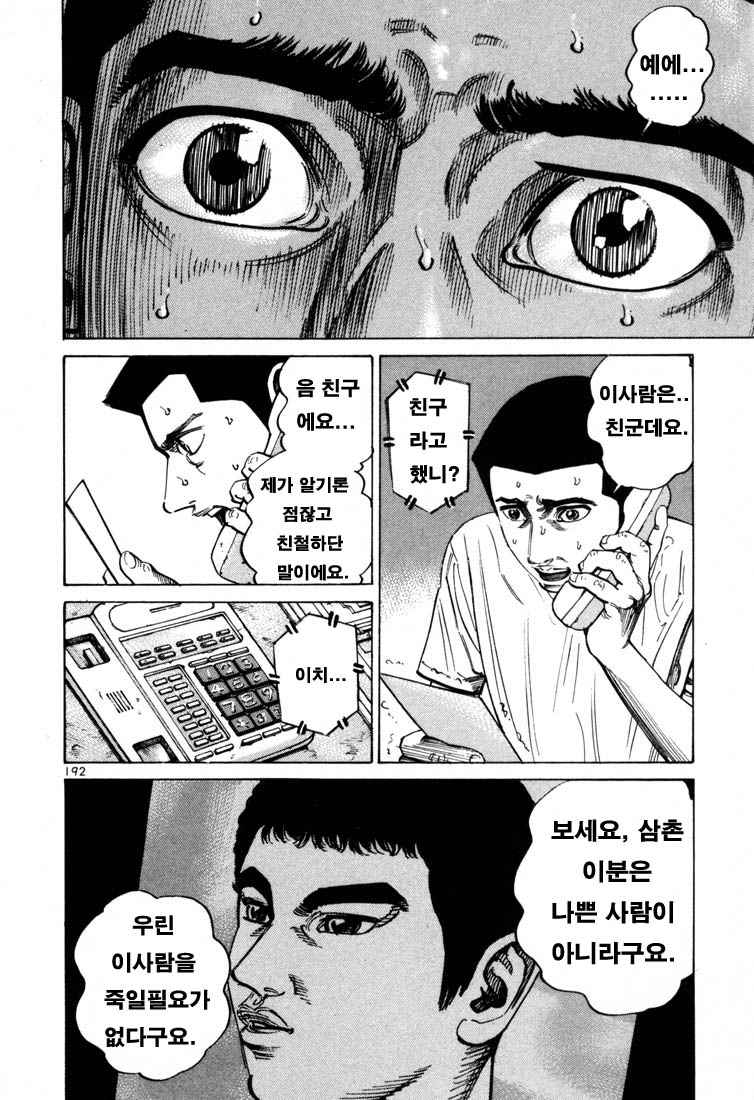 예에...
.....
이사람은..
친군데요.
친구
라고
했니?
음 친구
에요...
제가 알기론
점잖고
친철하단
말이에요.
이치...
192
보세요, 삼촌
이분은
나쁜 사람이
아니라구요.
우린
이사람을
죽일필요가
없다구요.